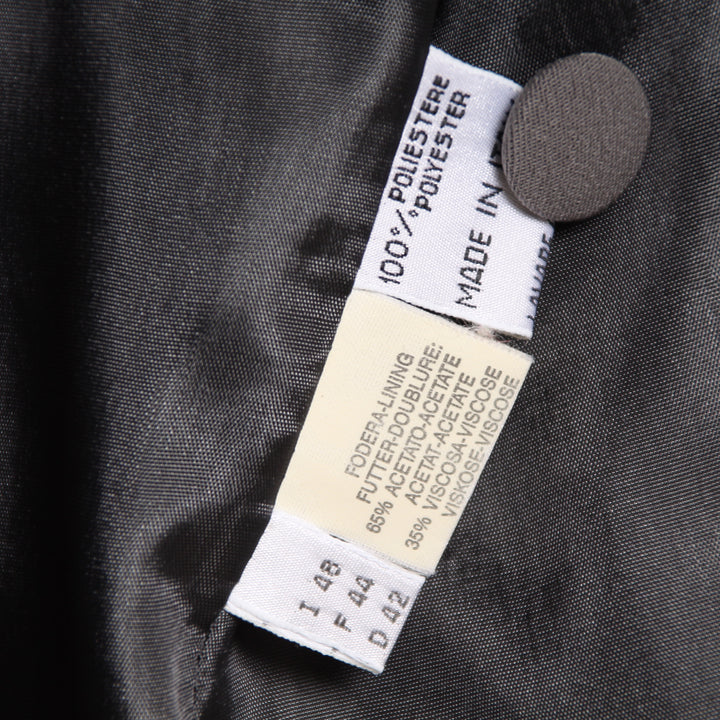 100% POLIESTERE
POLYESTER
MADE IN
LAVARE
FODERA-LINING
FUTTER-DOUBLURE:
65% ACETATO-ACETATE
ACETAT-ACETATE
35% VISCOSA-VISCOSE
VISKOSE-VISCOSE
I 48
F 44
D 42